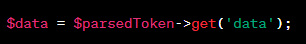 $data = $parsedToken->get('data');